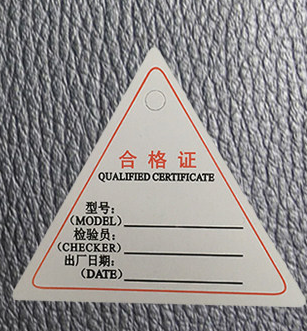 合格证
QUALIFIED CERTIFICATE
型号:
(MODEL)
检验员:
(CHECKER)
出厂日期:
(DATE)